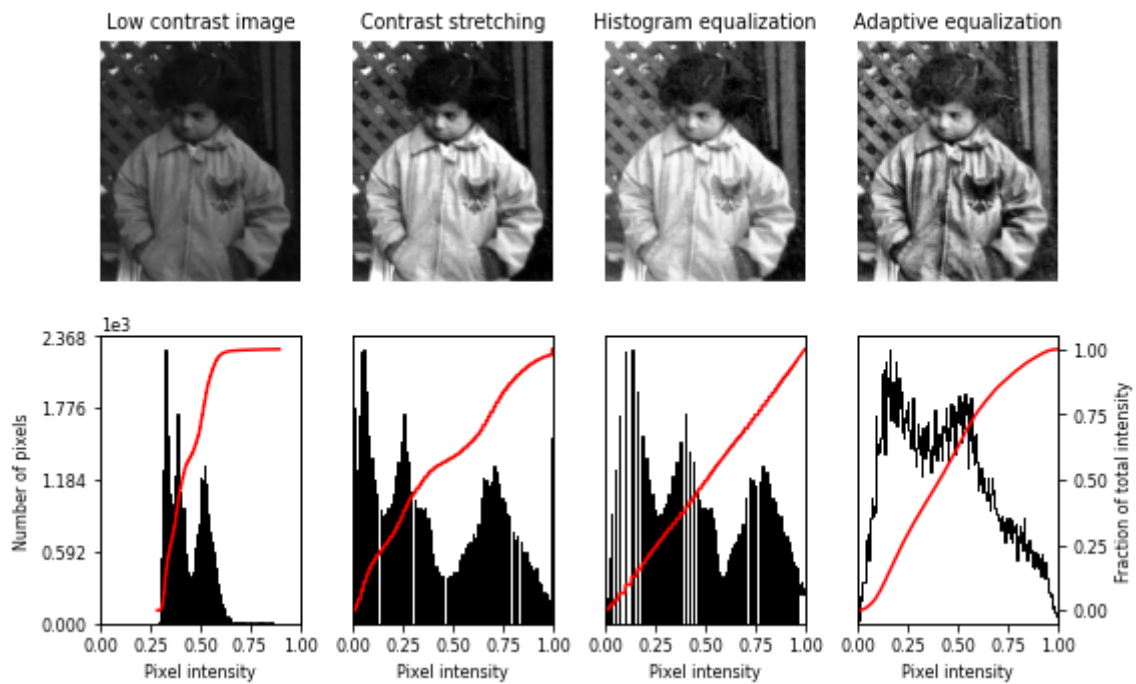 Low contrast image
Contrast stretching
Histogram equalization
Adaptive equalization
1e3
2.368
1.776
1.184
0.592
0.000
Number of pixels
0.00 0.25 0.50 0.75 1.00
Pixel intensity
0.00 0.25 0.50 0.75 1.00
Pixel intensity
0.00 0.25 0.50 0.75 1.00
Pixel intensity
0.00 0.25 0.50 0.75 1.00
Pixel intensity
1.00
0.75
0.50
0.25
0.00
Fraction of total intensity